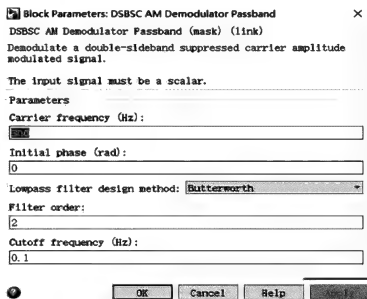 Block Parameters: DSBSC AM Demodulator Passband
DSBSC AM Demodulator Passband (mask) (link)
Demodulate a double-sideband suppressed carrier amplitude
modulated signal.
The input signal must be a scalar.
Parameters
Carrier frequency (Hz):
Initial phase (rad):
0
Lowpass filter design method: Butterworth
Filter order:
2
Cutoff frequency (Hz):
0.1
OK Cancel Help Apply